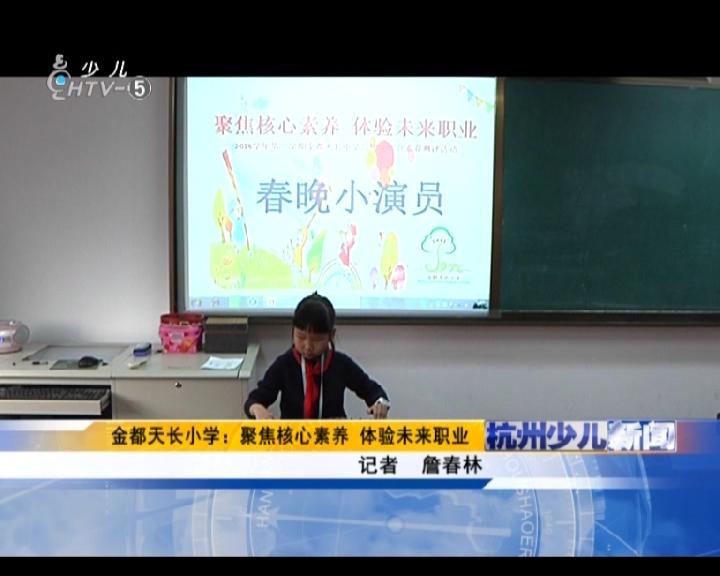 少儿
HTV-5
聚焦核心素养 体验未来职业
春晚小演员
金都天长小学：聚焦核心素养 体验未来职业
杭州少儿新闻
记者 詹春林